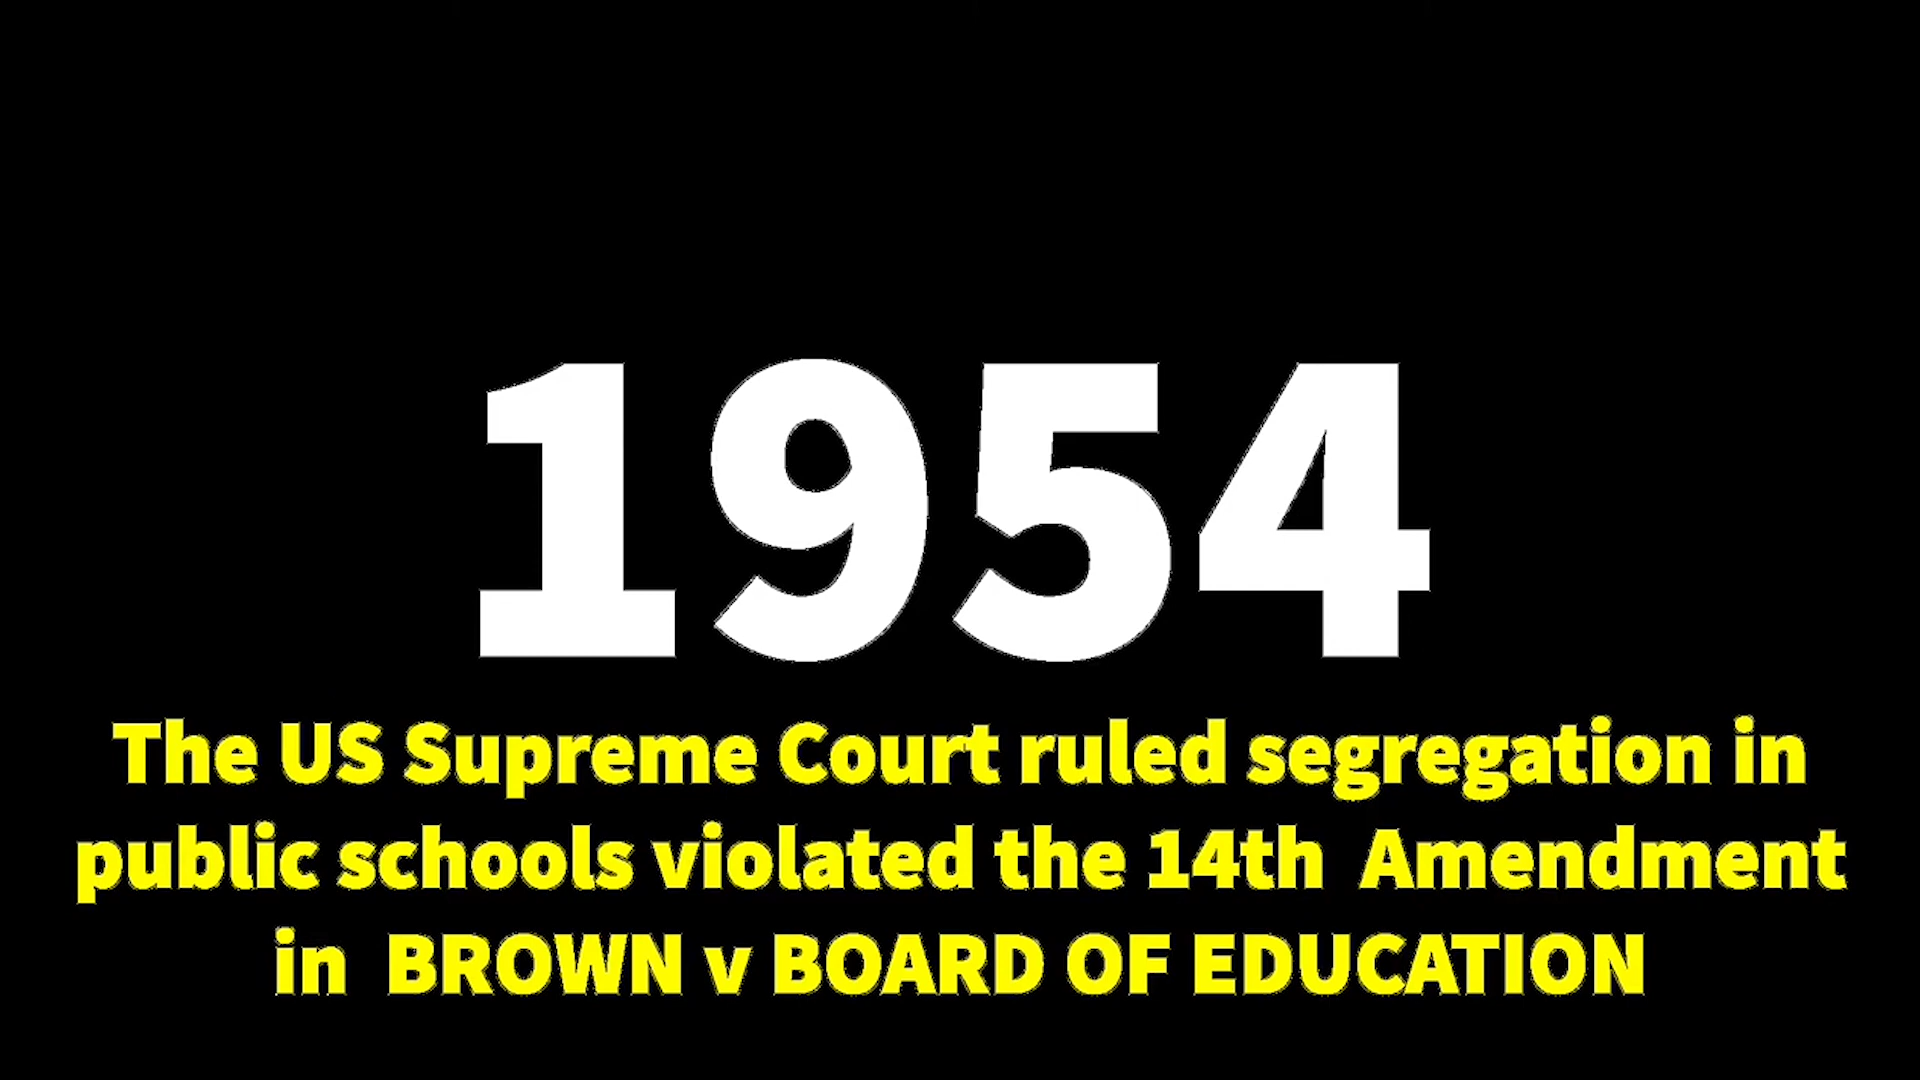 1954
The US Supreme Court ruled segregation in
public schools violated the 14th  Amendment
in  BROWN v BOARD OF EDUCATION